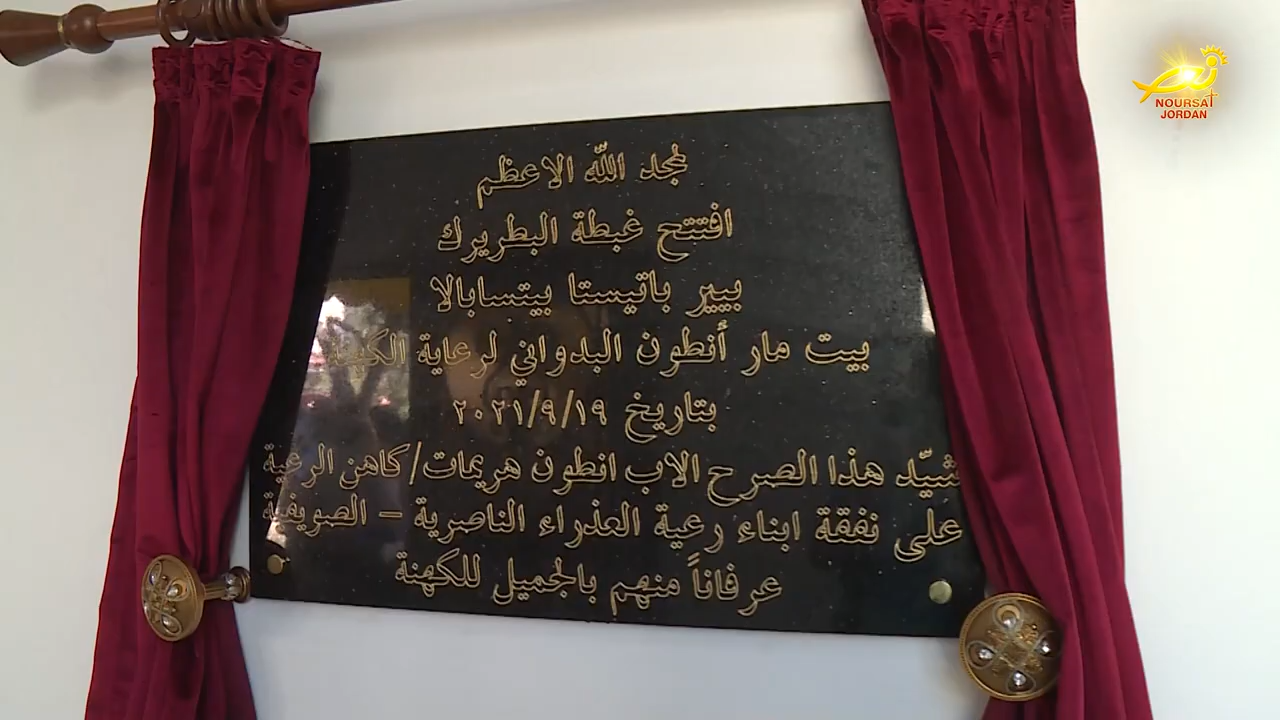 لمجد الله الاعظم
افتتح غبطة البطريرك
بيير باتيستا بيتسابالا
بيت مار أنطون البدواني لرعاية الكهنة
بتاريخ ٢٠٢١/٩/١٩
شيّد هذا الصرح الاب انطون هريمات/كاهن الرعية
على نفقة ابناء رعية العذراء الناصرية – الصويفية
عرفاناً منهم بالجميل للكهنة
NOURSAT
JORDAN